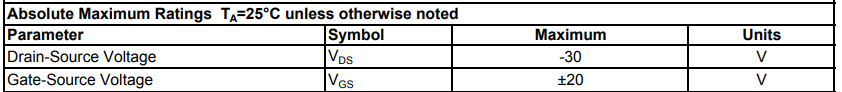 Absolute Maximum Ratings TA=25°C unless otherwise noted
Parameter Symbol Maximum Units
Drain-Source Voltage VDS -30 V
Gate-Source Voltage VGS ±20 V